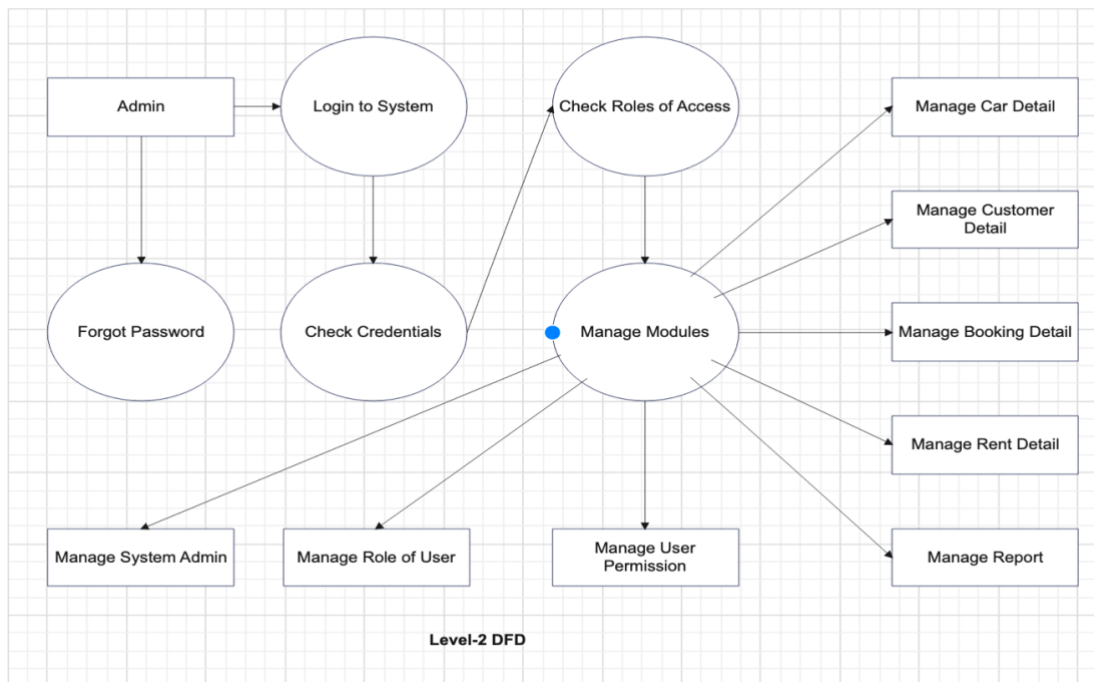 Admin
Login to System
Check Roles of Access
Manage Car Detail
Manage Customer
Detail
Forgot Password
Check Credentials
Manage Modules
Manage Booking Detail
Manage Rent Detail
Manage System Admin
Manage Role of User
Manage User
Permission
Manage Report
Level-2 DFD